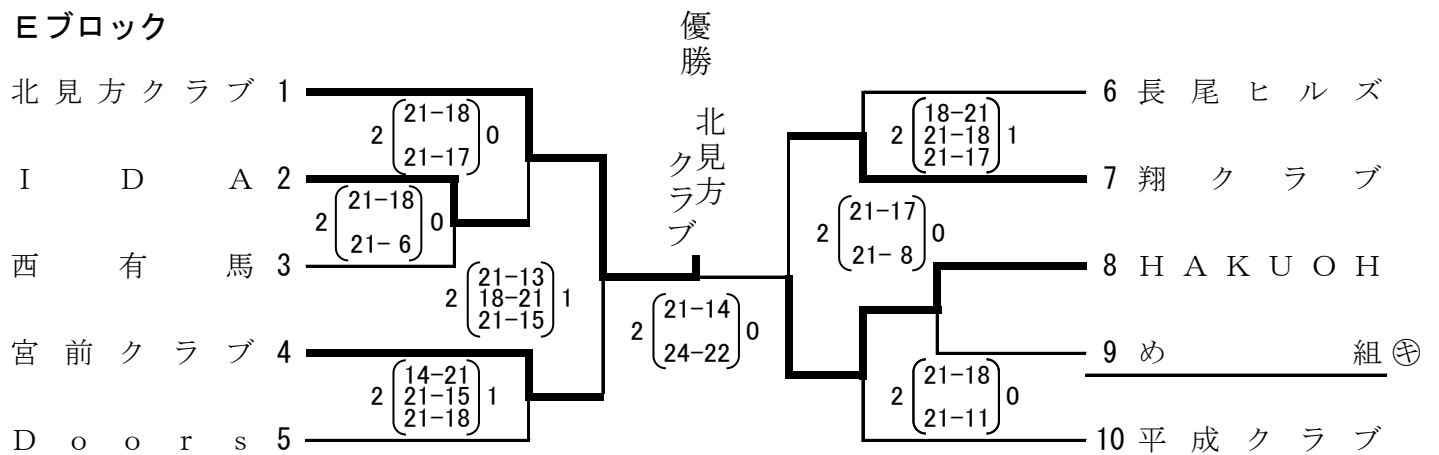 Eブロック
優勝 北見方クラブ
北見方クラブ 1
2 21-18 21-17 0
IDA 2
2 21-18 21-6 0
西有馬 3
2 21-13 18-21 21-15 1
宮前クラブ 4
2 14-21 21-15 21-18 1
Doors 5
2 21-14 24-22 0
6 長尾ヒルズ
2 18-21 21-18 21-17 1
7 翔クラブ
2 21-17 21-8 0
8 HAKUOH
9 め組 ㋖
2 21-18 21-11 0
10 平成クラブ